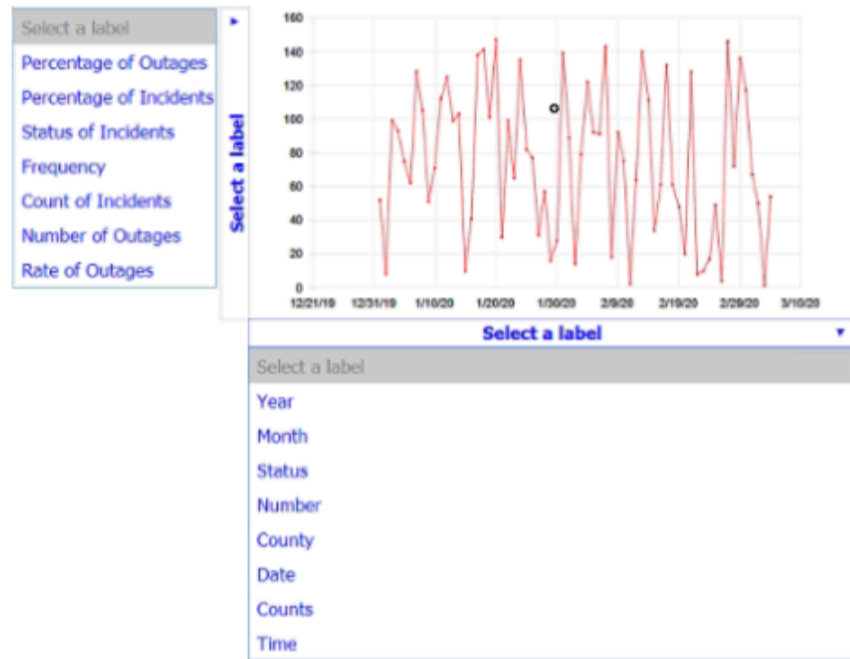 Select a label
Percentage of Outages
Percentage of Incidents
Status of Incidents
Frequency
Count of Incidents
Number of Outages
Rate of Outages
Select a label
160
140
120
100
80
60
40
20
0
12/21/19 12/31/19 1/10/20 1/20/20 1/30/20 2/9/20 2/19/20 2/29/20 3/10/20
Select a label
Select a label
Year
Month
Status
Number
County
Date
Counts
Time